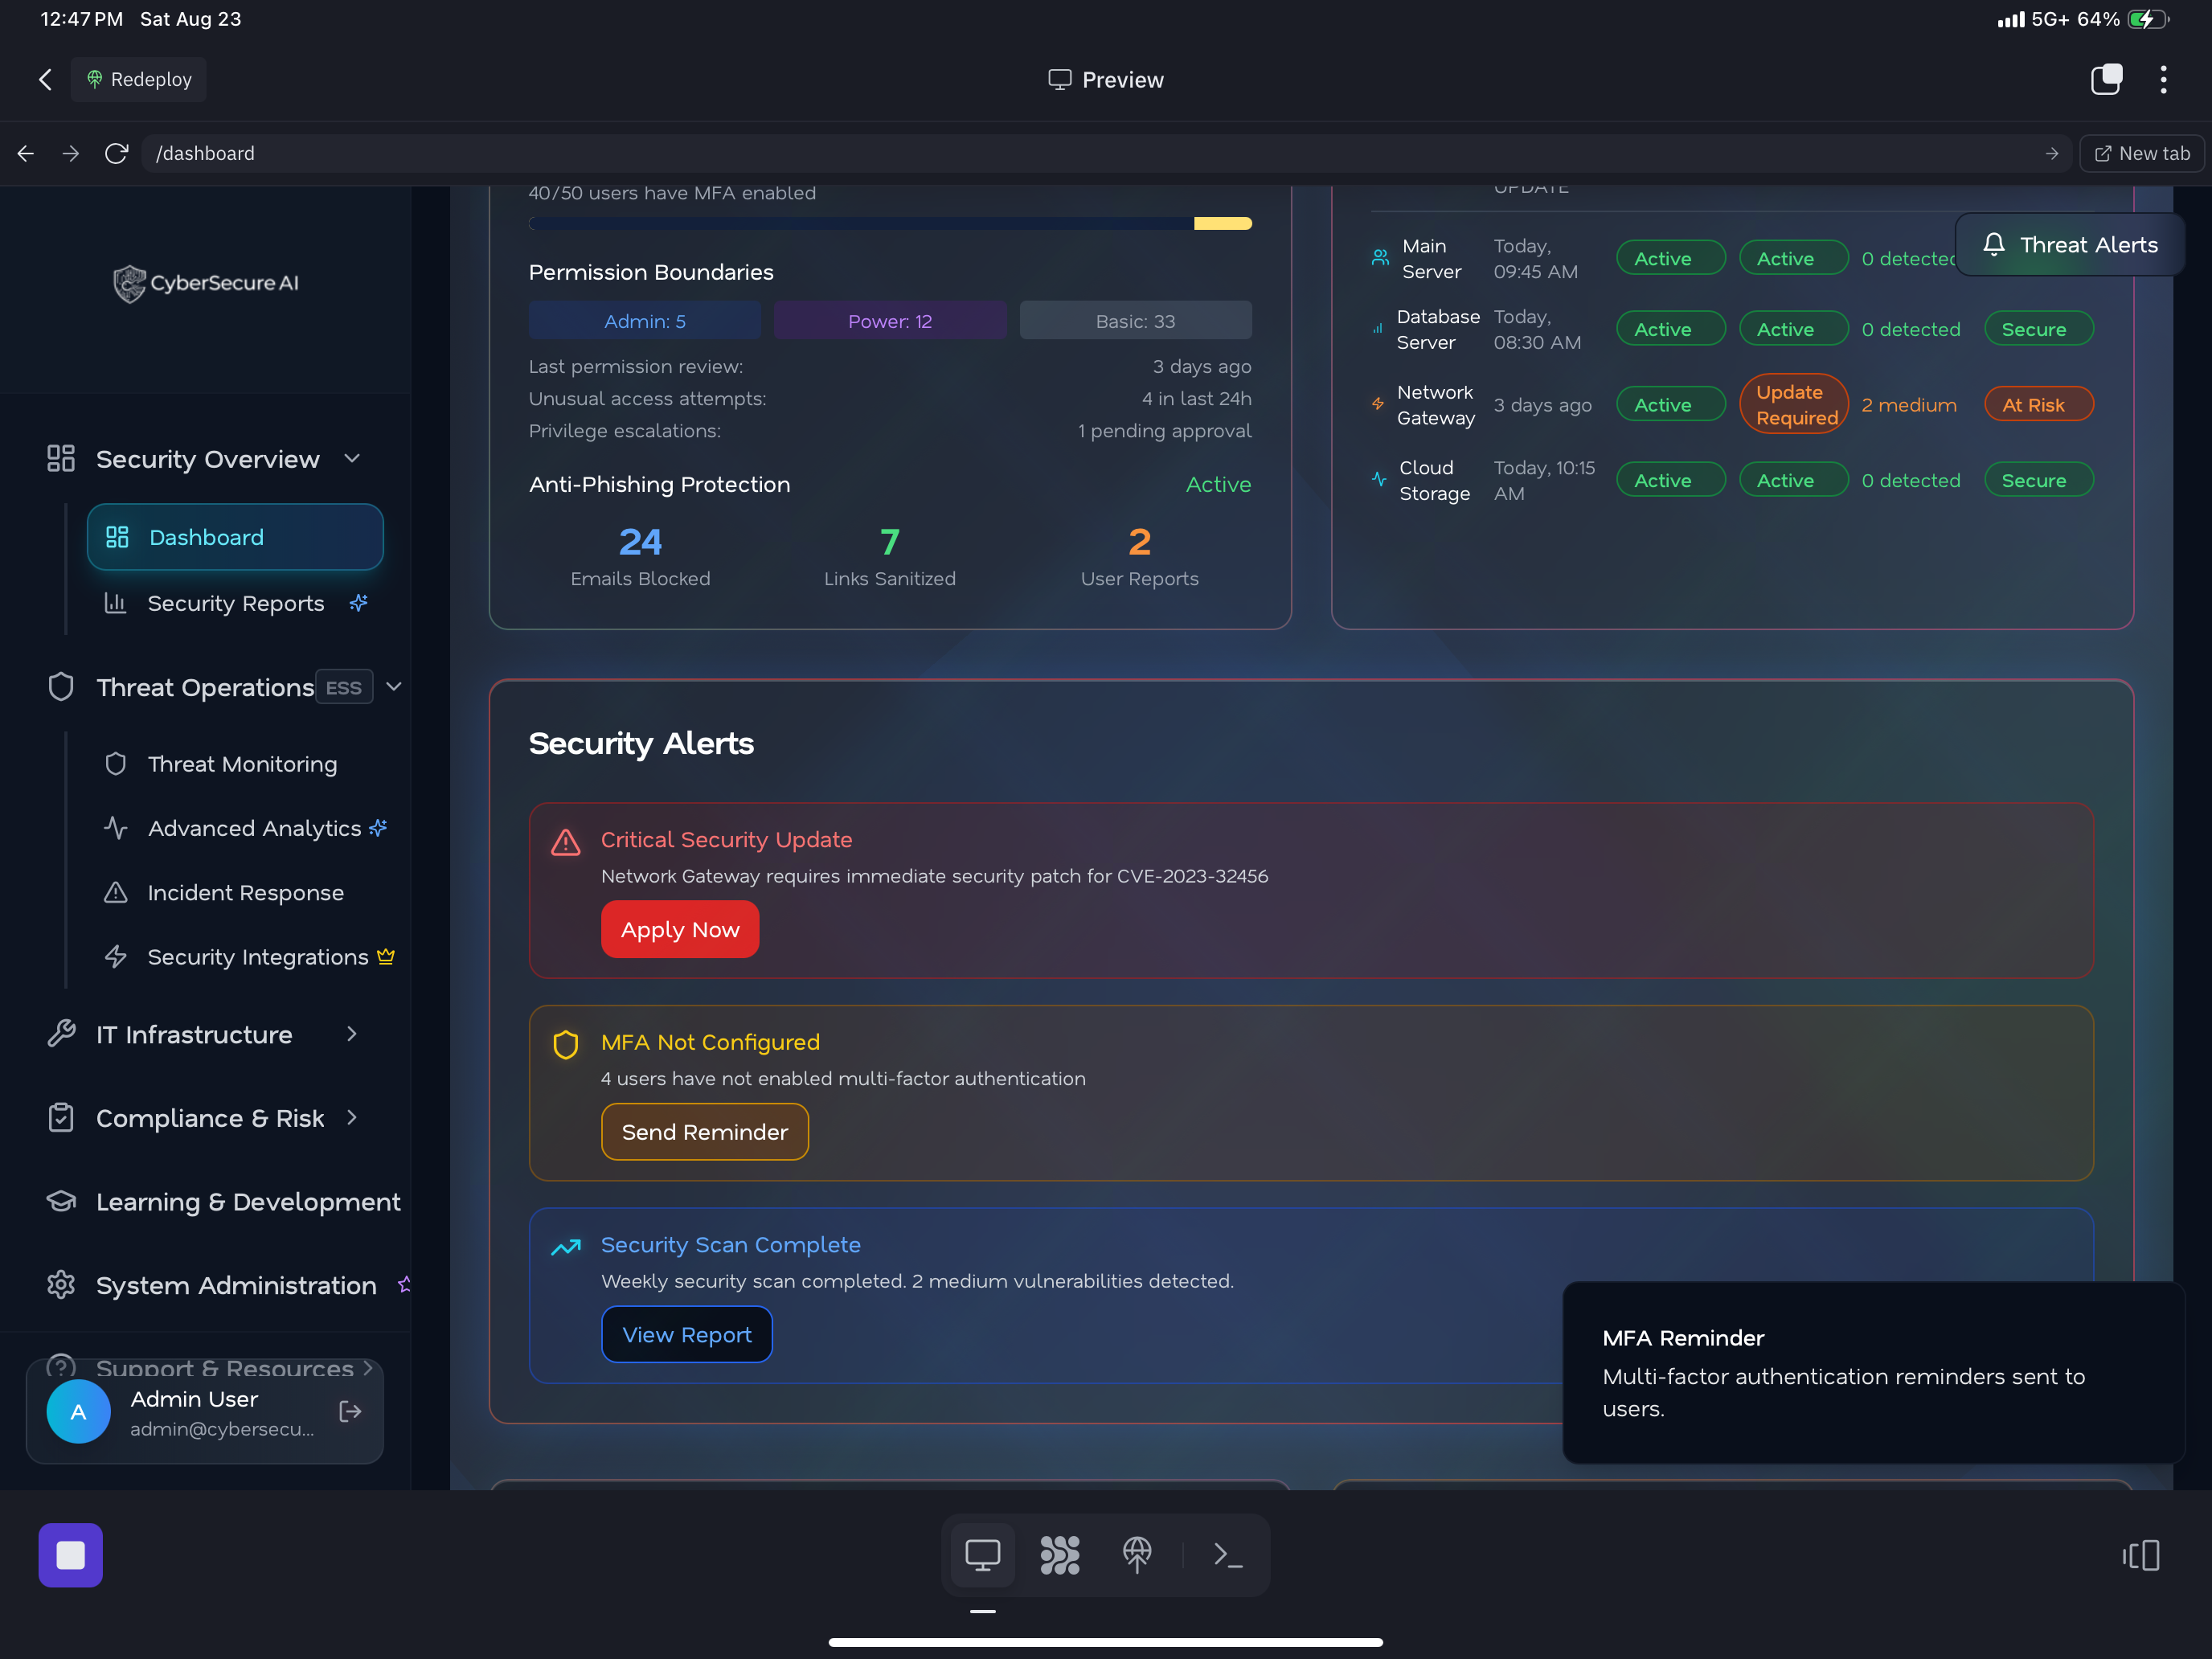 12:47 PM Sat Aug 23
5G+ 64%
Redeploy
Preview
/dashboard
New tab
CyberSecure AI
Security Overview
Dashboard
Security Reports
Threat Operations ESS
Threat Monitoring
Advanced Analytics
Incident Response
Security Integrations
IT Infrastructure
Compliance & Risk
Learning & Development
System Administration
Support & Resources
A
Admin User
admin@cybersecu...
40/50 users have MFA enabled
Permission Boundaries
Admin: 5
Power: 12
Basic: 33
Last permission review: 3 days ago
Unusual access attempts: 4 in last 24h
Privilege escalations: 1 pending approval
Anti-Phishing Protection Active
24 7 2
Emails Blocked Links Sanitized User Reports
UPDATE
Main
Server
Today,
09:45 AM
Active
Active
0 detected
Threat Alerts
Database
Server
Today,
08:30 AM
Active
Active
0 detected
Secure
Network
Gateway
3 days ago
Active
Update
Required
2 medium
At Risk
Cloud
Storage
Today, 10:15
AM
Active
Active
0 detected
Secure
Security Alerts
Critical Security Update
Network Gateway requires immediate security patch for CVE-2023-32456
Apply Now
MFA Not Configured
4 users have not enabled multi-factor authentication
Send Reminder
Security Scan Complete
Weekly security scan completed. 2 medium vulnerabilities detected.
View Report
MFA Reminder
Multi-factor authentication reminders sent to
users.